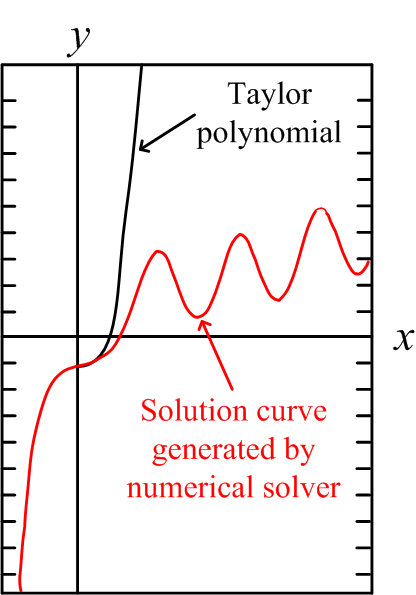 y
Taylor
polynomial
x
Solution curve
generated by
numerical solver